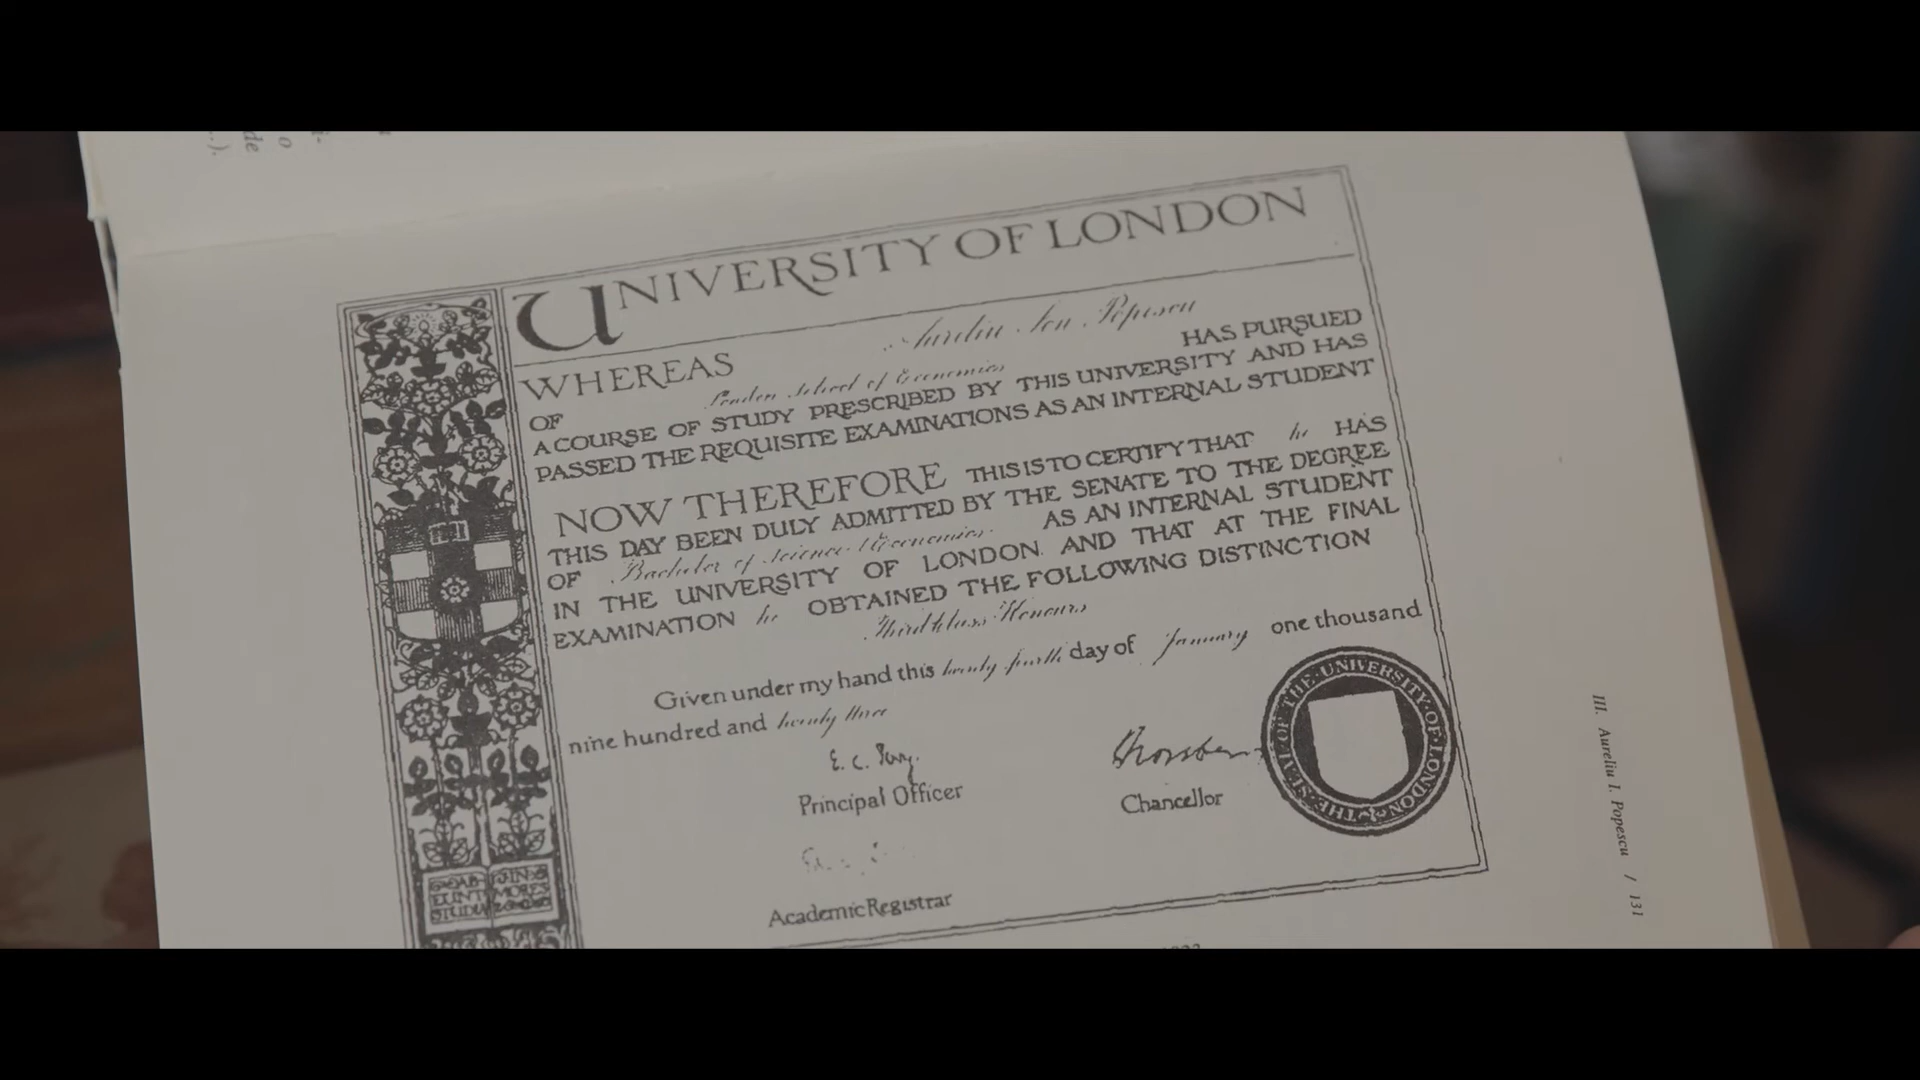 de
o
i-
..).
UNIVERSITY OF LONDON
WHEREAS Aureliu Ion Popescu
OF London School of Economics HAS PURSUED
A COURSE OF STUDY PRESCRIBED BY THIS UNIVERSITY AND HAS
PASSED THE REQUISITE EXAMINATIONS AS AN INTERNAL STUDENT
NOW THEREFORE THIS IS TO CERTIFY THAT he HAS
THIS DAY BEEN DULY ADMITTED BY THE SENATE TO THE DEGREE
OF Bachelor of Science (Economics) AS AN INTERNAL STUDENT
IN THE UNIVERSITY OF LONDON. AND THAT AT THE FINAL
EXAMINATION he OBTAINED THE FOLLOWING DISTINCTION
Third Class Honours
Given under my hand this twenty fourth day of January one thousand
nine hundred and twenty three
E. C. Perry.
Principal Officer
Chancellor
Academic Registrar
THE SEAL OF THE UNIVERSITY OF LONDON
III. Aureliu I. Popescu / 131